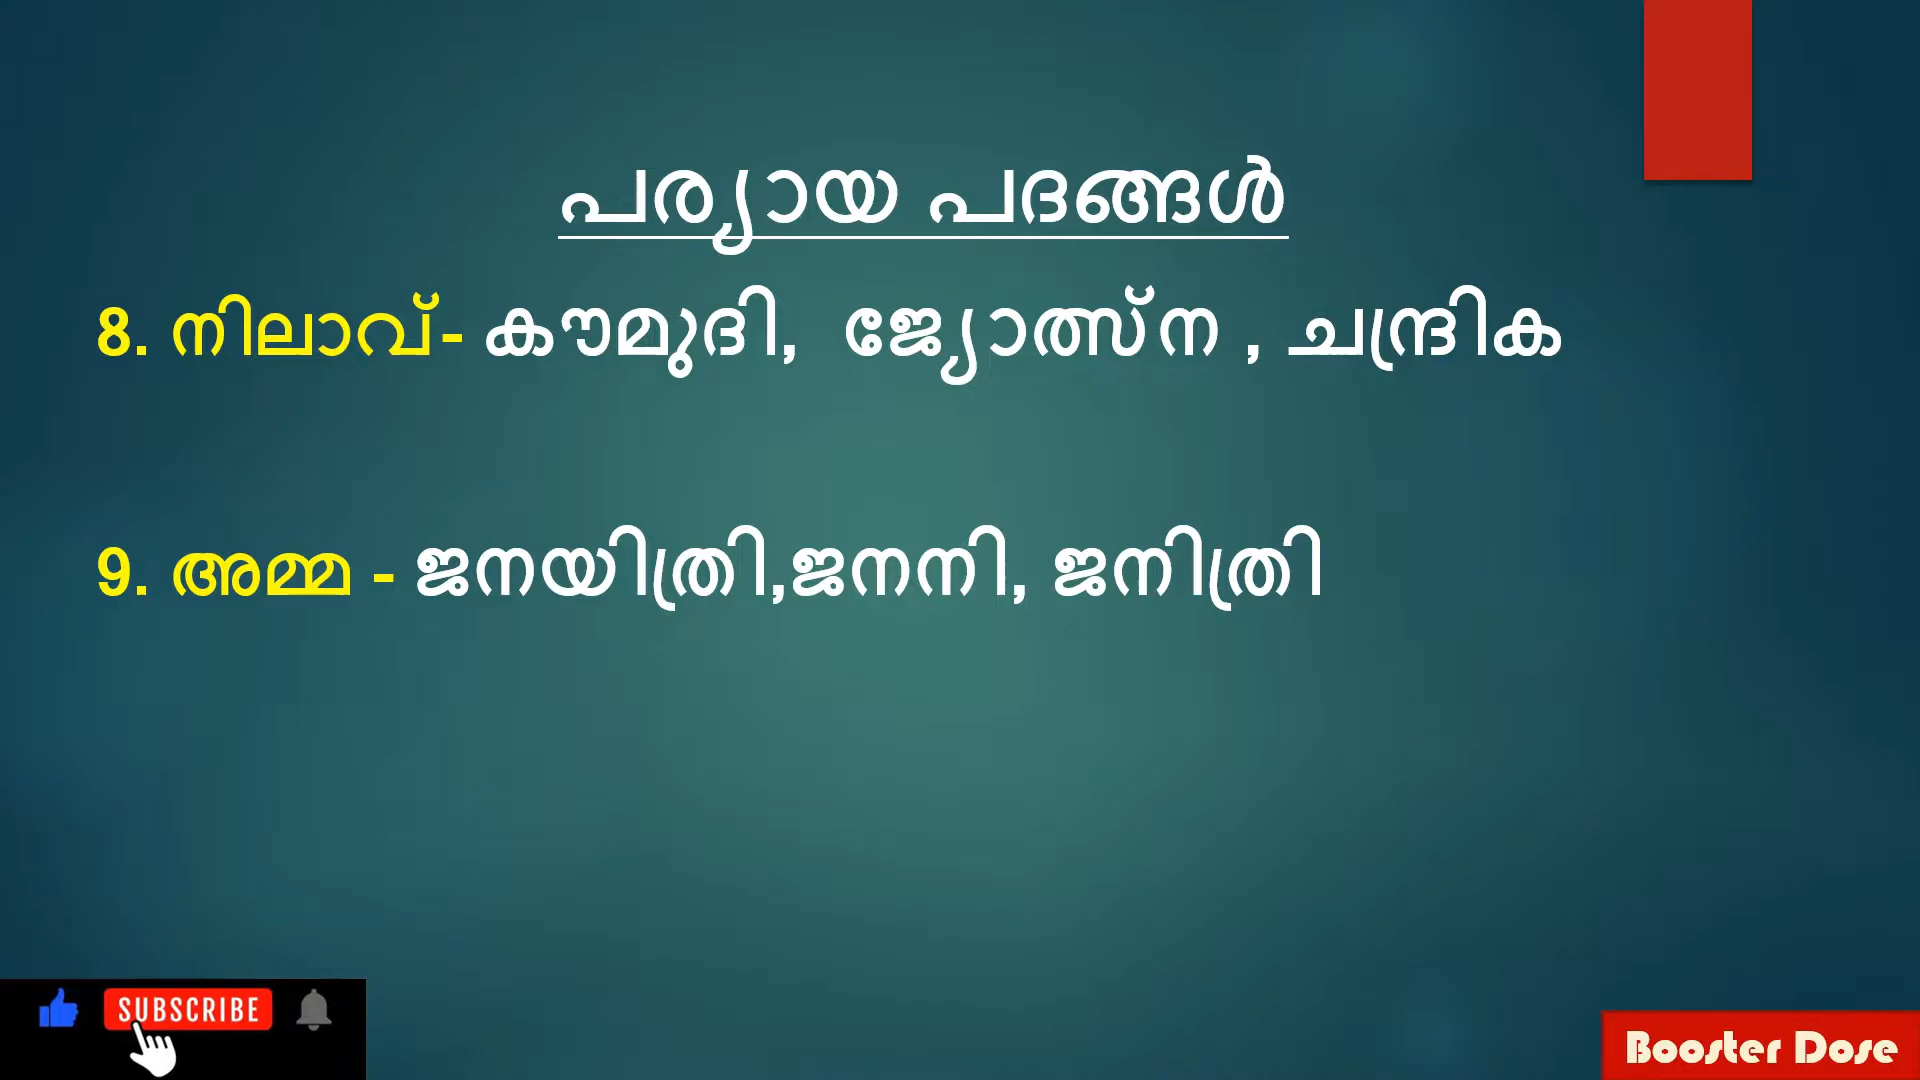 പര്യായ പദങ്ങൾ
8. നിലാവ്- കൗമുദി, ജ്യോത്സ്ന , ചന്ദ്രിക
9. അമ്മ - ജനയിത്രി,ജനനി, ജനിത്രി
SUBSCRIBE
Booster Dose